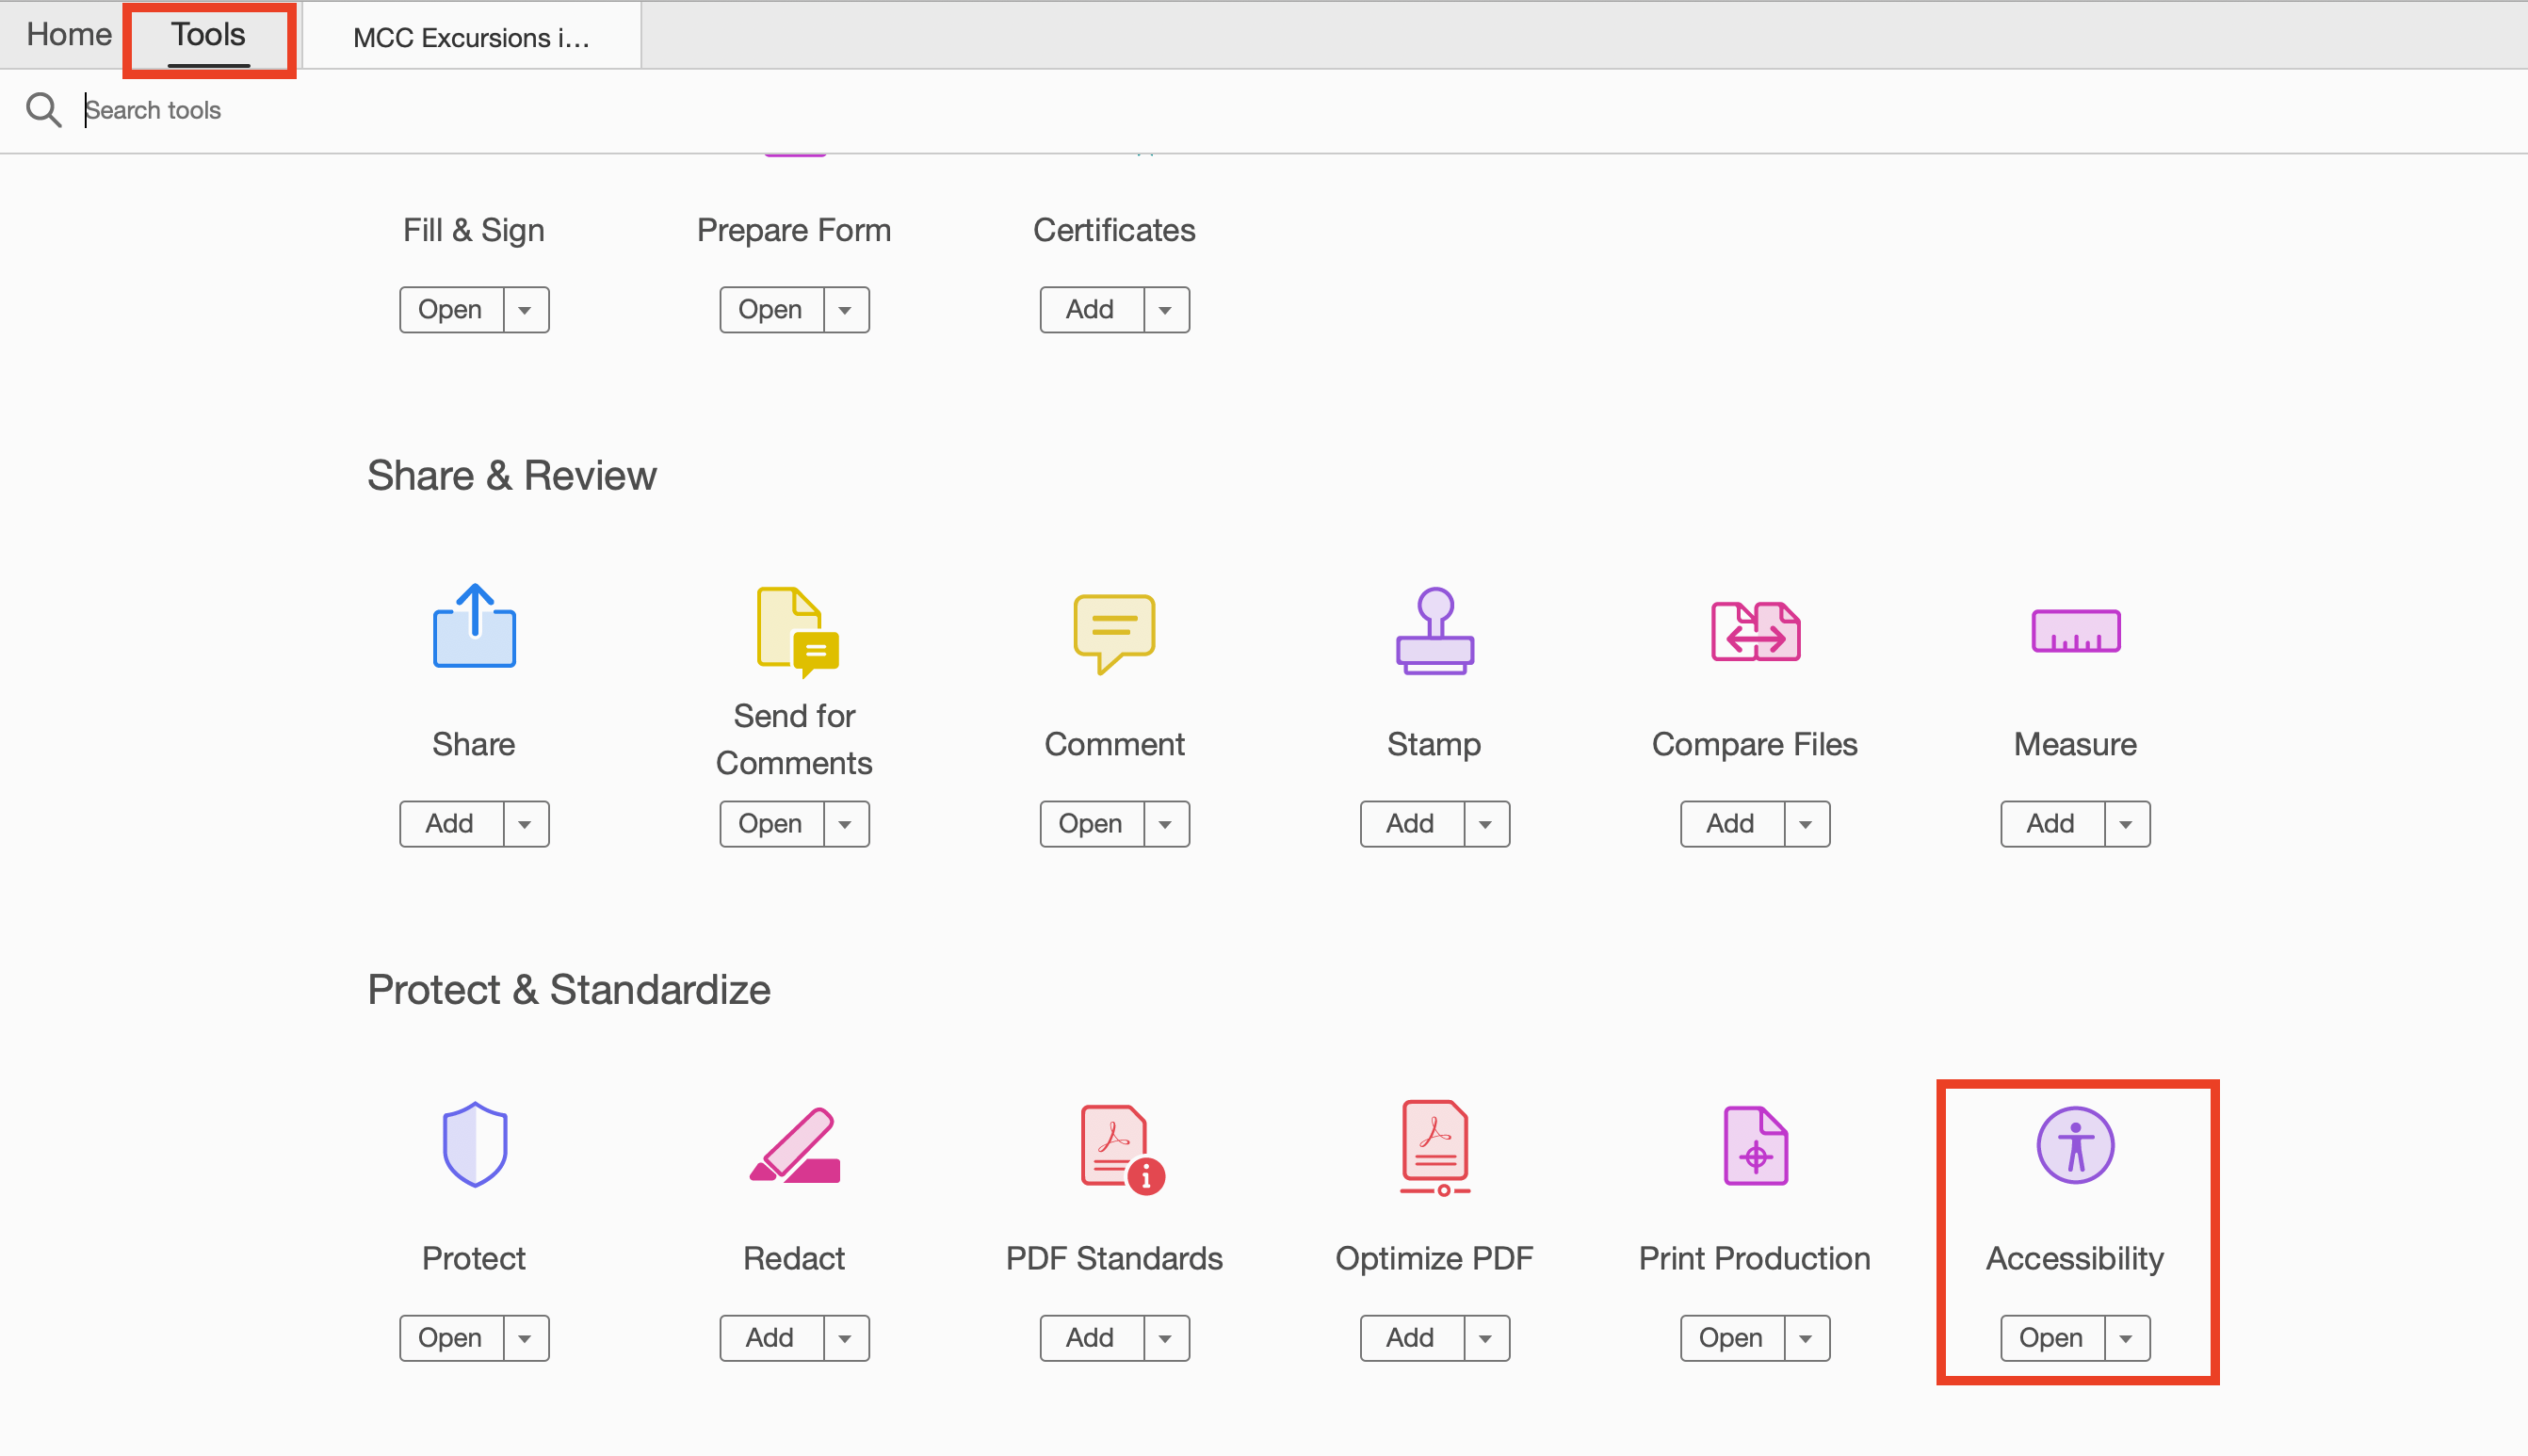 Home Tools MCC Excursions i...
Search tools
Fill & Sign Prepare Form Certificates
Open Open Add
Share & Review
Share Send for Comments Comment Stamp Compare Files Measure
Add Open Open Add Add Add
Protect & Standardize
Protect Redact PDF Standards Optimize PDF Print Production Accessibility
Open Add Add Add Open Open